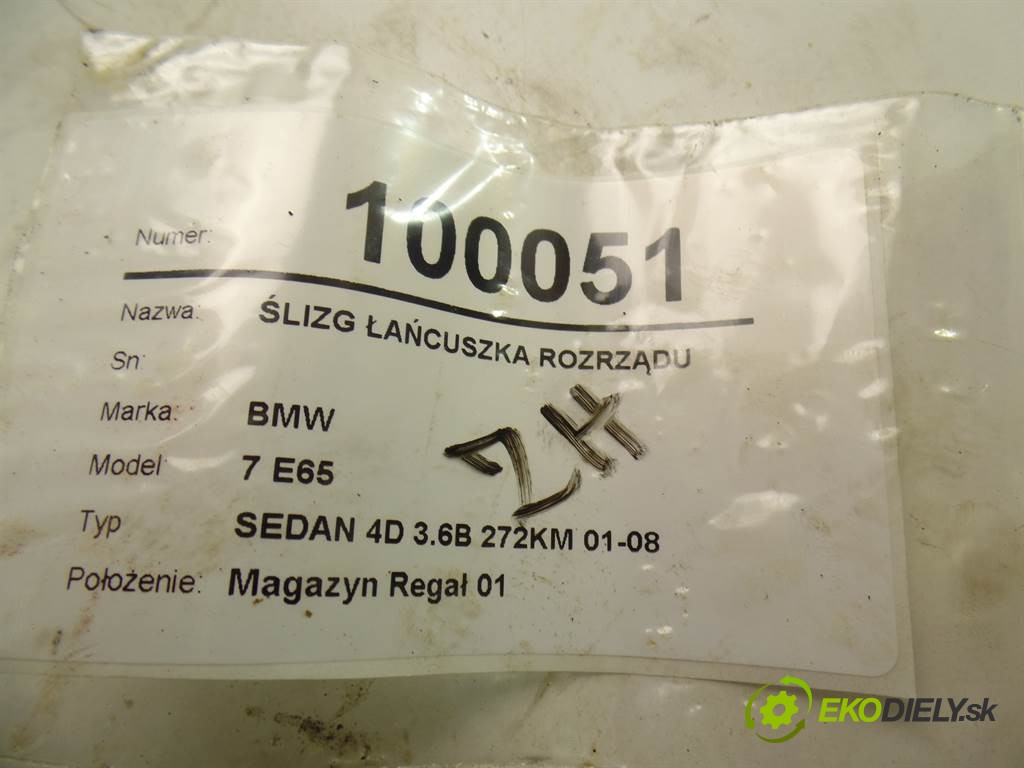 Numer: 100051
Nazwa: ŚLIZG ŁAŃCUSZKA ROZRZĄDU
Sn:
Marka: BMW
ZH
Model 7 E65
Typ SEDAN 4D 3.6B 272KM 01-08
Położenie: Magazyn Regał 01
EKODIELY.sk